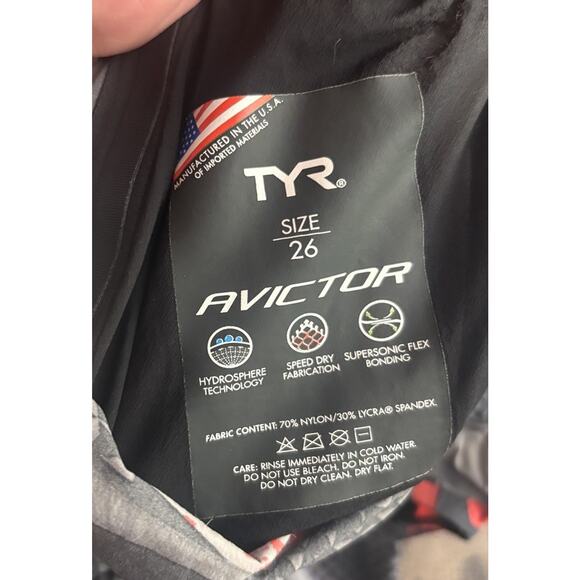 MANUFACTURED IN THE U.S.A.
OF IMPORTED MATERIALS
TYR®
SIZE
26
AVICTOR
HYDROSPHERE
TECHNOLOGY
SPEED DRY
FABRICATION
SUPERSONIC FLEX
BONDING
FABRIC CONTENT: 70% NYLON/30% LYCRA® SPANDEX.
CARE: RINSE IMMEDIATELY IN COLD WATER.
DO NOT USE BLEACH. DO NOT IRON.
DO NOT DRY CLEAN. DRY FLAT.